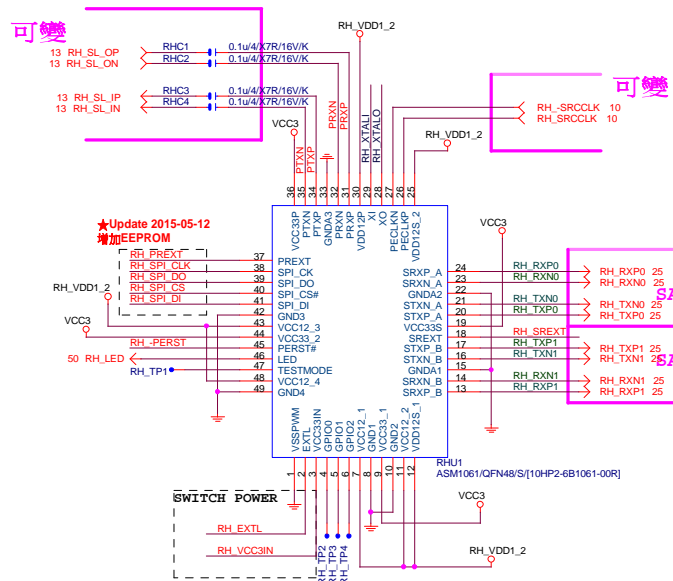 可變
13 RH_SL_OP RHC1 0.1u/4/X7R/16V/K
13 RH_SL_ON RHC2 0.1u/4/X7R/16V/K
13 RH_SL_IP RHC3 0.1u/4/X7R/16V/K
13 RH_SL_IN RHC4 0.1u/4/X7R/16V/K
RH_VDD1_2
可變
RH_-SRCCLK 10
RH_SRCCLK 10
VCC3
PTXN
PTXP
PRXN
PRXP
RH_XTALI
RH_XTALO
RH_VDD1_2
36 35 34 33 32 31 30 29 28 27 26 25
VCC33P
PTXN
PTXP
GNDA3
PRXN
PRXP
VDD12P
XI
XO
PECLKN
PECLKP
VDD12S_2
★Update 2015-05-12
增加EEPROM
RH_PREXT 37 PREXT
RH_SPI_CLK 38 SPI_CK
RH_SPI_DO 39 SPI_DO
RH_SPI_CS 40 SPI_CS#
RH_SPI_DI 41 SPI_DI
42 GND3
RH_VDD1_2 43 VCC12_3
VCC3 44 VCC33_2
RH_-PERST 45 PERST#
50 RH_LED 46 LED
RH_TP1 47 TESTMODE
48 VCC12_4
49 GND4
VCC3
SRXP_A 24 RH_RXP0 RH_RXP0 25
SRXN_A 23 RH_RXN0 RH_RXN0 25
GNDA2 22
STXN_A 21 RH_TXN0 RH_TXN0 25
STXP_A 20 RH_TXP0 RH_TXP0 25
VCC33S 19
SREXT 18 RH_SREXT
STXP_B 17 RH_TXP1 RH_TXP1 25
STXN_B 16 RH_TXN1 RH_TXN1 25
GNDA1 15
SRXN_B 14 RH_RXN1 RH_RXN1 25
SRXP_B 13 RH_RXP1 RH_RXP1 25
SA
SA
VSSPWM
EXTL
VCC33IN
GPIO0
GPIO1
GPIO2
VCC12_1
GND1
VCC33_1
GND2
VCC12_2
VDD12S_1
1 2 3 4 5 6 7 8 9 10 11 12
RHU1
ASM1061/QFN48/S/[10HP2-6B1061-00R]
SWITCH POWER
RH_EXTL
RH_VCC3IN
RH_TP2
RH_TP3
RH_TP4
VCC3
RH_VDD1_2